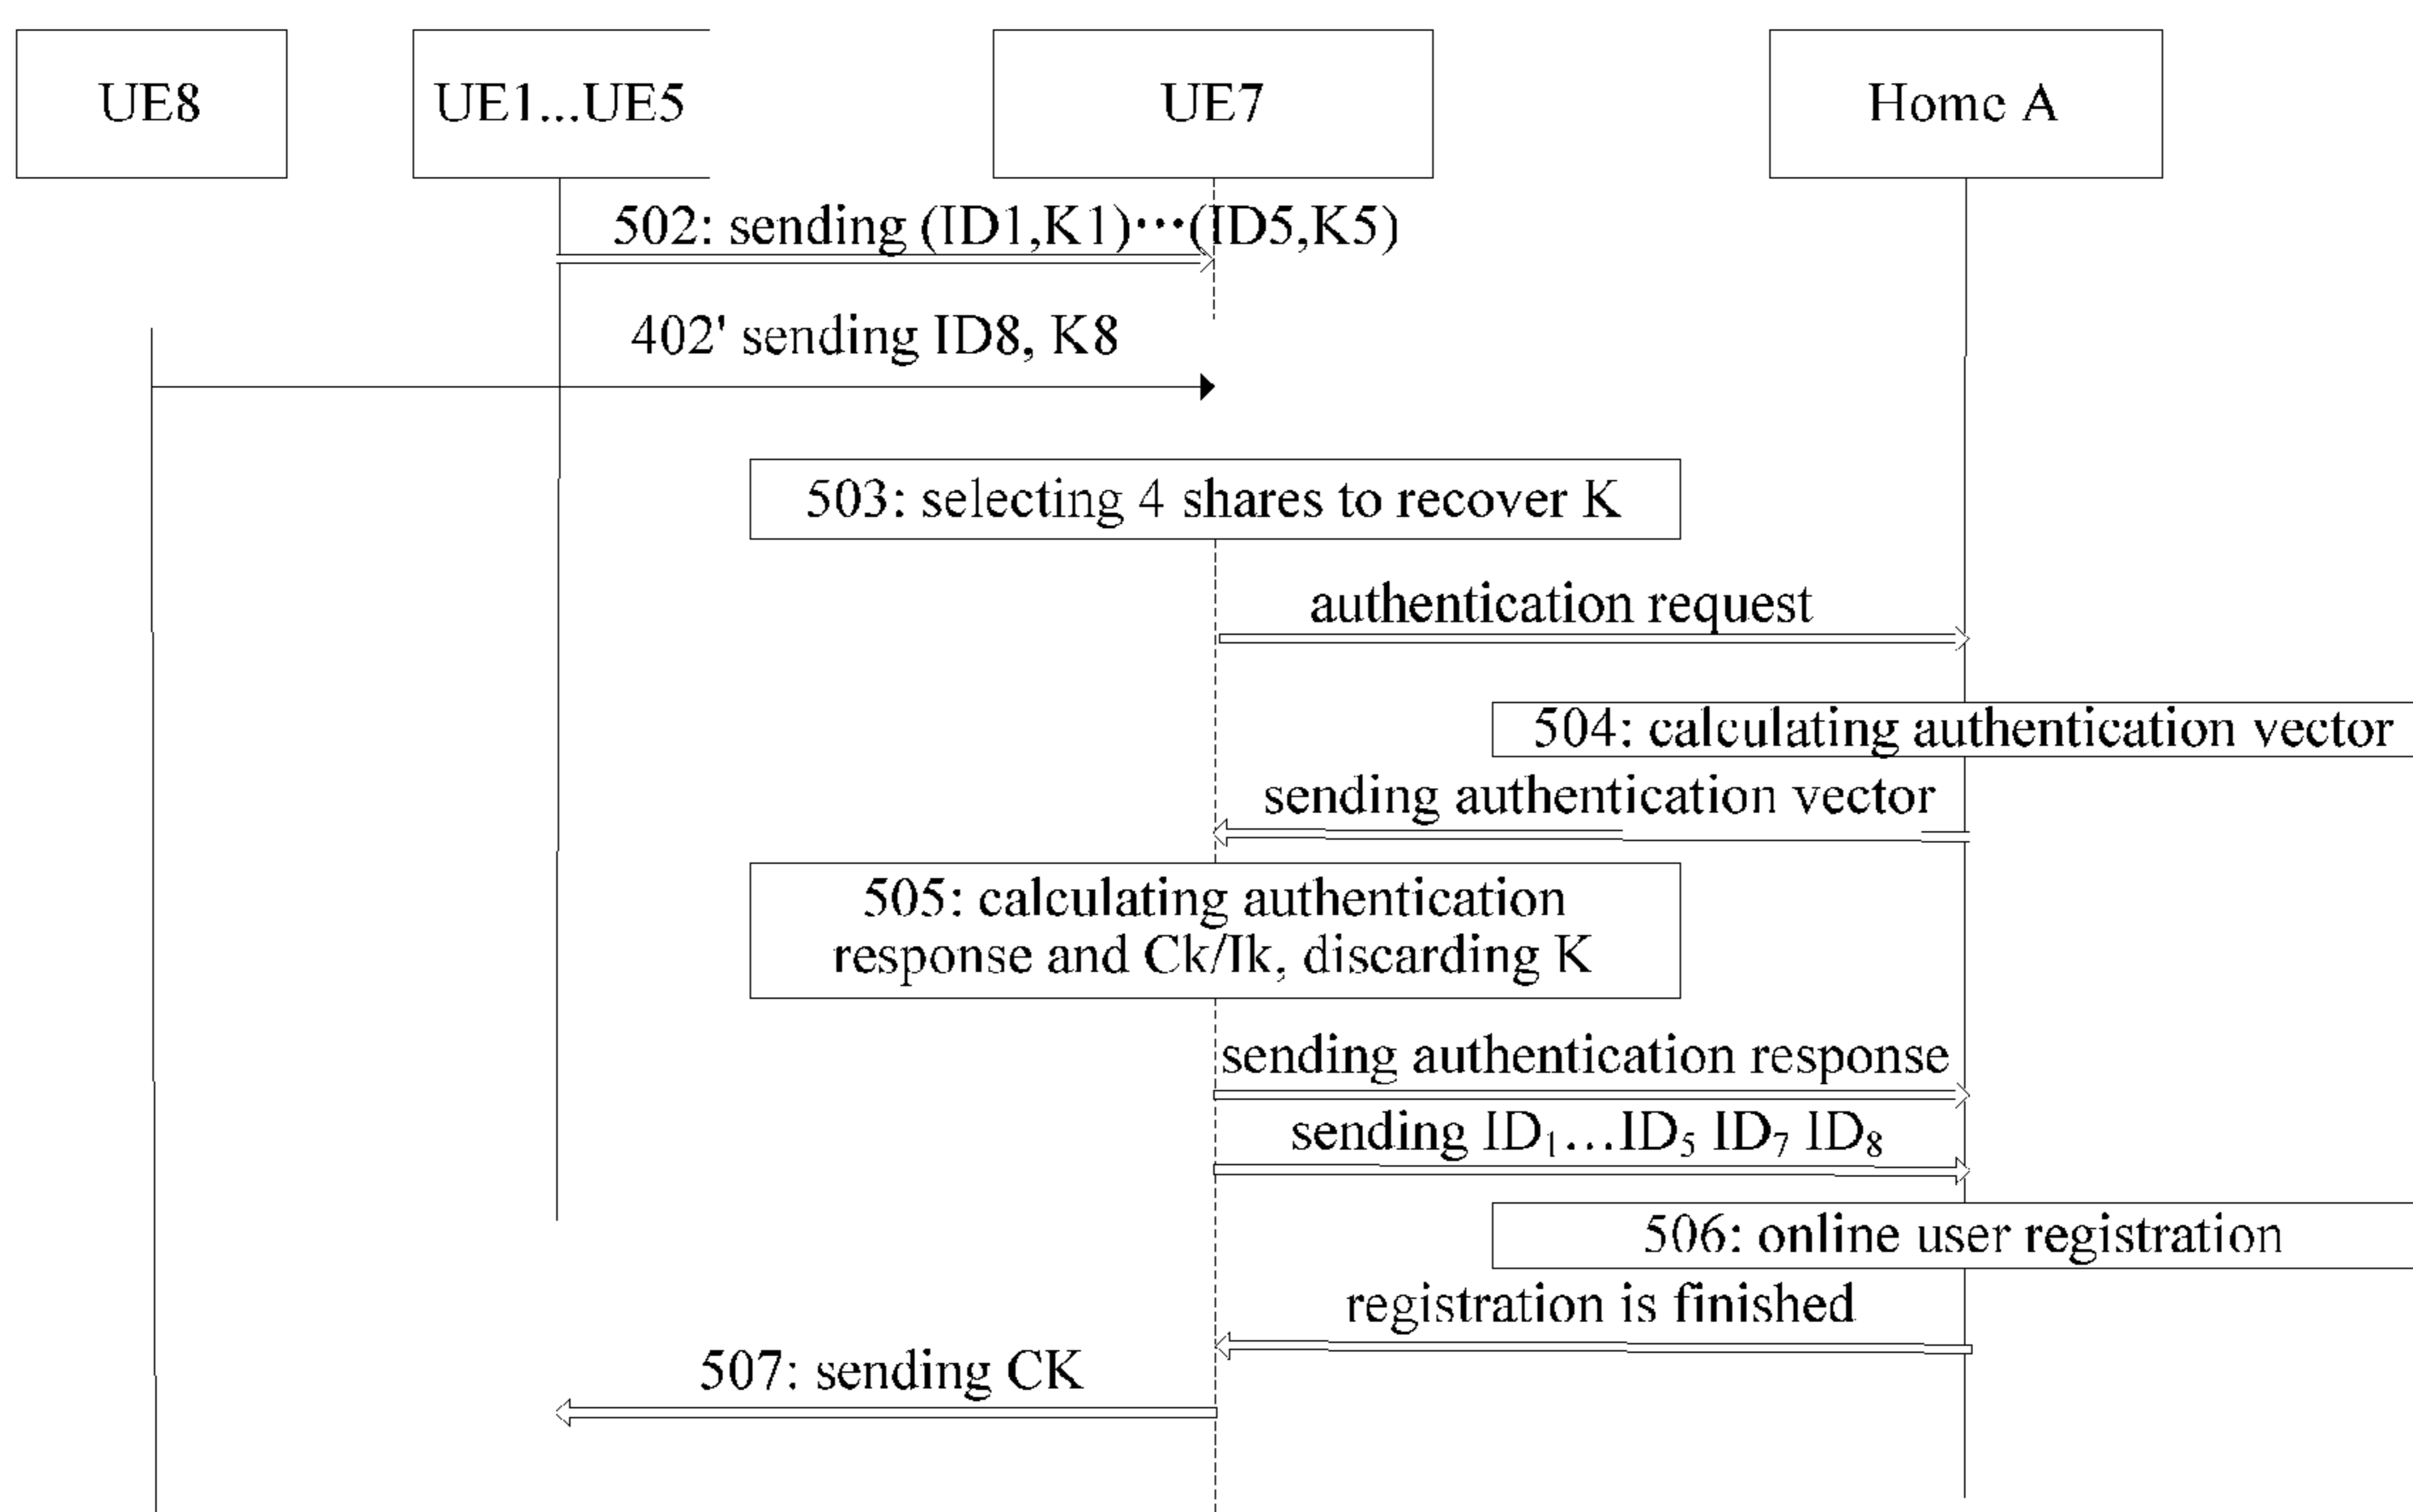 UE8
UE1...UE5
UE7
Home A
502: sending (ID1,K1)···(ID5,K5)
402' sending ID8, K8
503: selecting 4 shares to recover K
authentication request
504: calculating authentication vector
sending authentication vector
505: calculating authentication
response and Ck/Ik, discarding K
sending authentication response
sending ID₁...ID₅ ID₇ ID₈
506: online user registration
registration is finished
507: sending CK